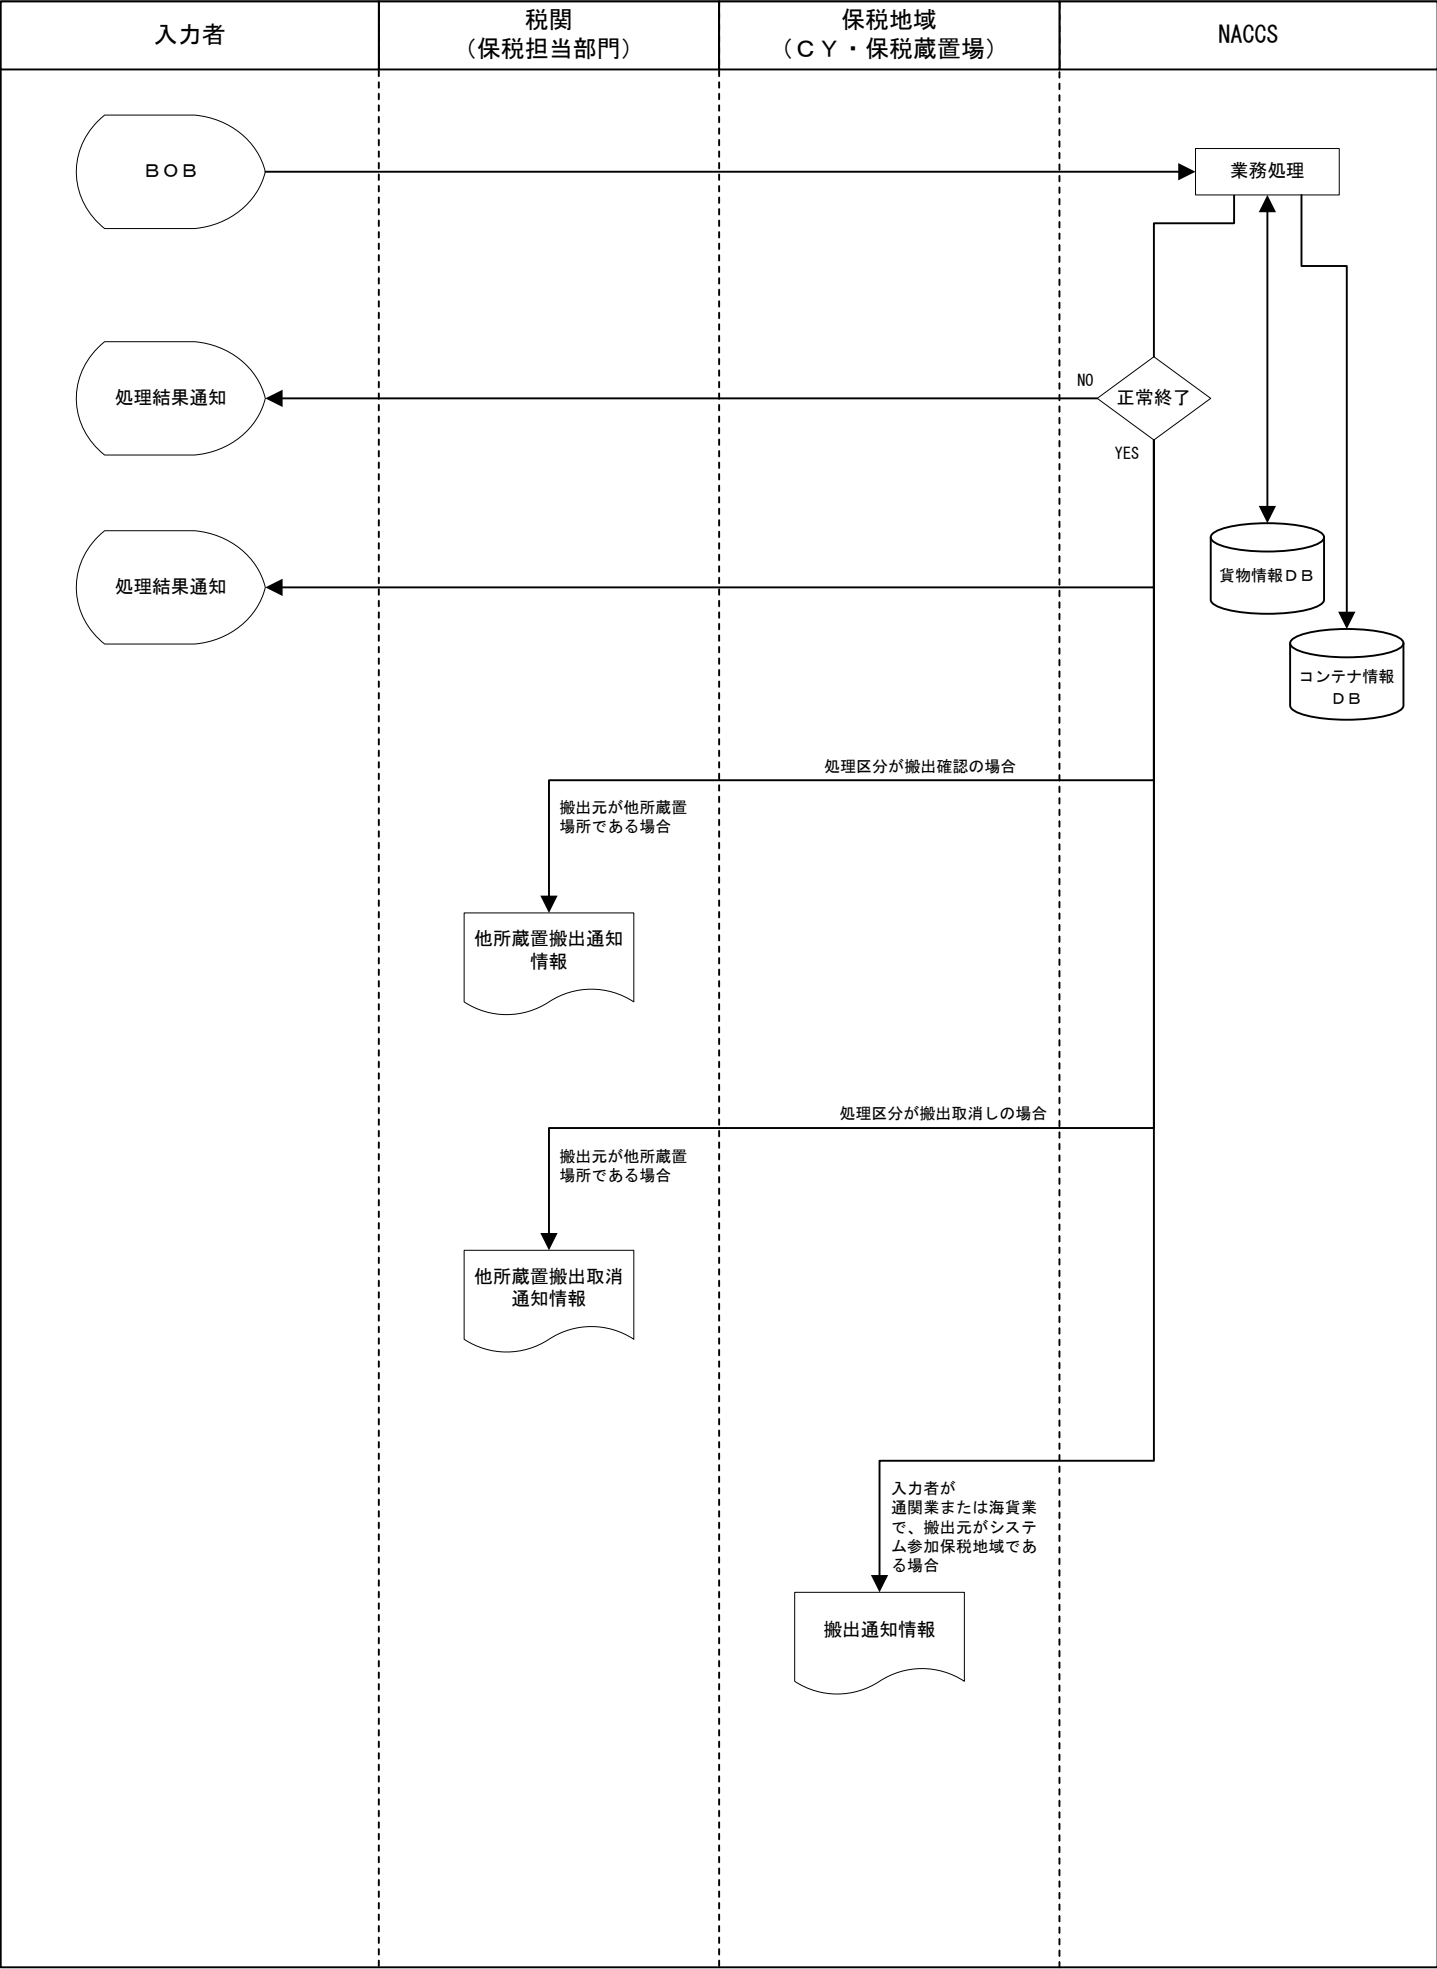 入力者
税関
（保税担当部門）
保税地域
（ＣＹ・保税蔵置場）
NACCS
ＢＯＢ
業務処理
処理結果通知
NO
正常終了
YES
処理結果通知
貨物情報ＤＢ
コンテナ情報
ＤＢ
処理区分が搬出確認の場合
搬出元が他所蔵置
場所である場合
他所蔵置搬出通知
情報
処理区分が搬出取消しの場合
搬出元が他所蔵置
場所である場合
他所蔵置搬出取消
通知情報
入力者が
通関業または海貨業
で、搬出元がシステ
ム参加保税地域であ
る場合
搬出通知情報